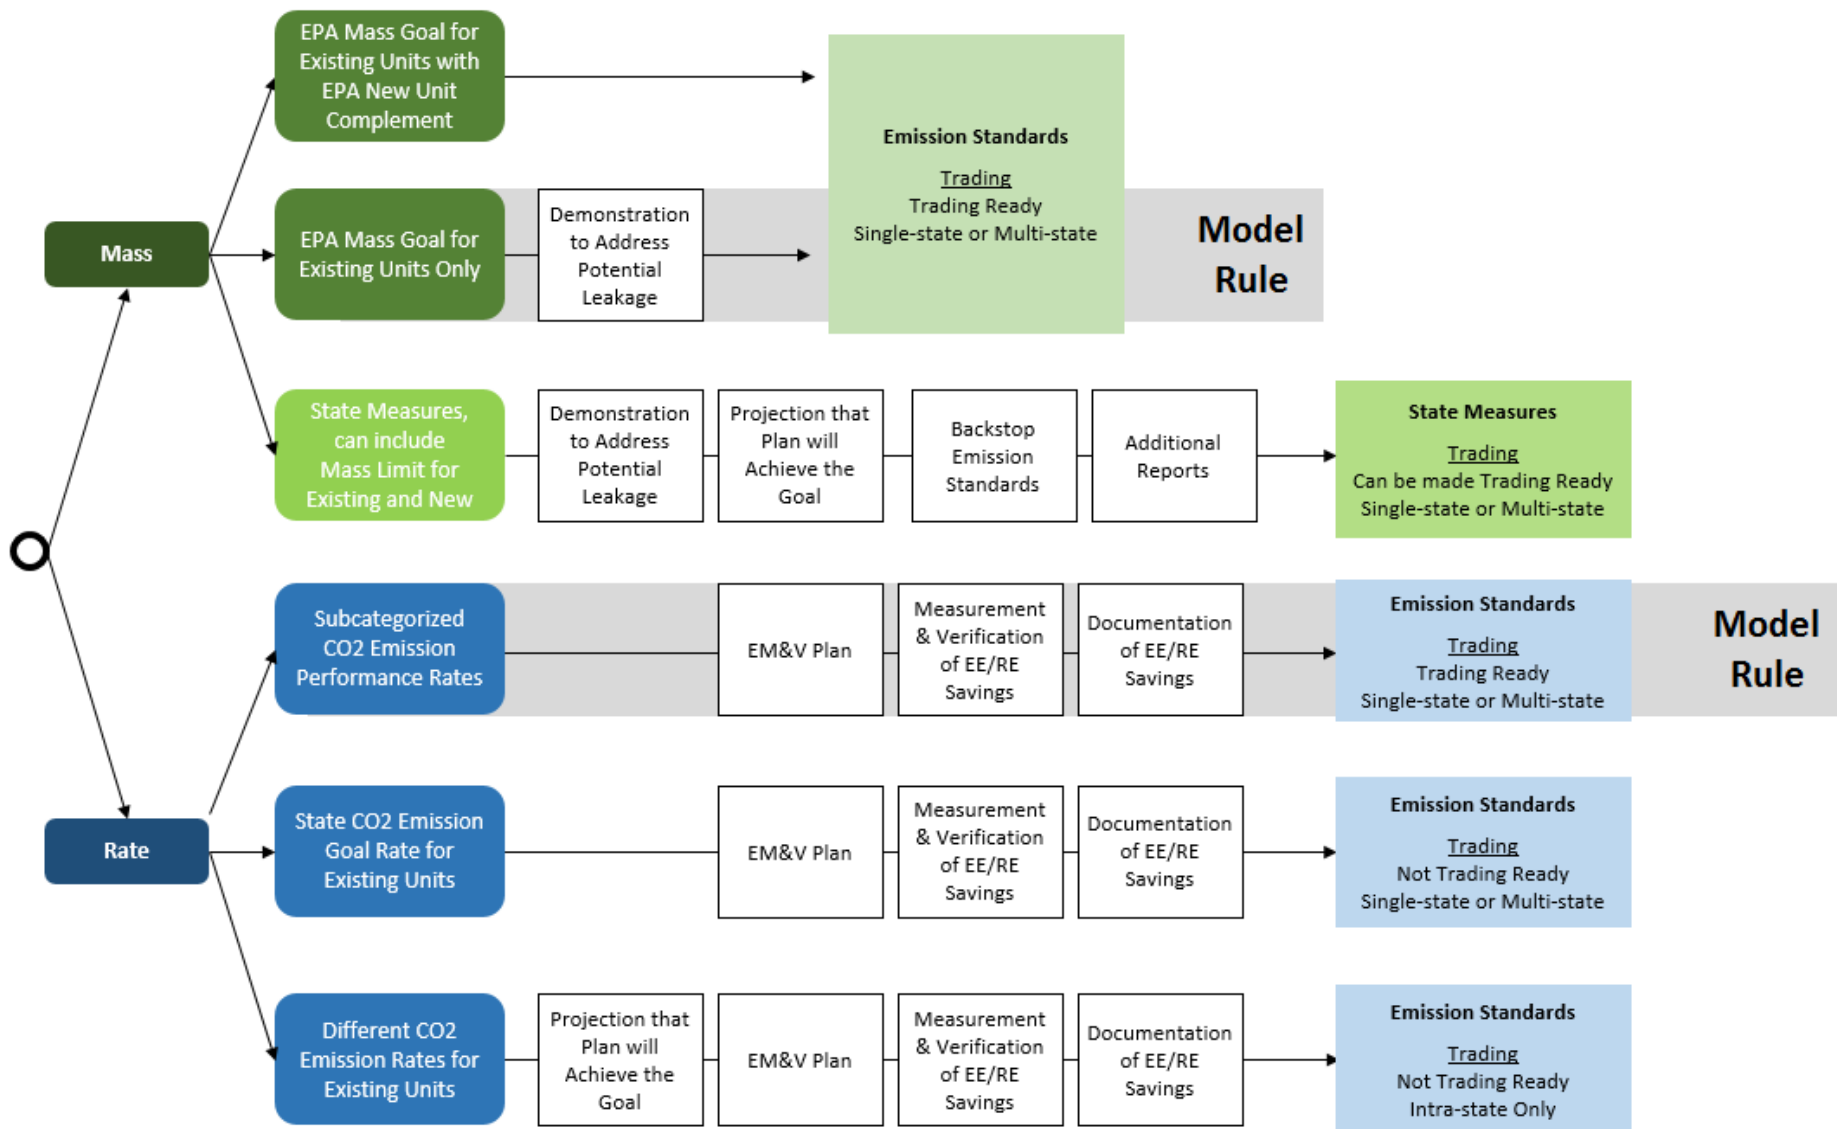 EPA Mass Goal for
Existing Units with
EPA New Unit
Complement
Emission Standards
Trading
Trading Ready
Single-state or Multi-state
Mass
EPA Mass Goal for
Existing Units Only
Demonstration
to Address
Potential
Leakage
Model
Rule
State Measures,
can include
Mass Limit for
Existing and New
Demonstration
to Address
Potential
Leakage
Projection that
Plan will
Achieve the
Goal
Backstop
Emission
Standards
Additional
Reports
State Measures
Trading
Can be made Trading Ready
Single-state or Multi-state
Subcategorized
CO2 Emission
Performance Rates
EM&V Plan
Measurement
& Verification
of EE/RE
Savings
Documentation
of EE/RE
Savings
Emission Standards
Trading
Trading Ready
Single-state or Multi-state
Model
Rule
Rate
State CO2 Emission
Goal Rate for
Existing Units
EM&V Plan
Measurement
& Verification
of EE/RE
Savings
Documentation
of EE/RE
Savings
Emission Standards
Trading
Not Trading Ready
Single-state or Multi-state
Different CO2
Emission Rates for
Existing Units
Projection that
Plan will
Achieve the
Goal
EM&V Plan
Measurement
& Verification
of EE/RE
Savings
Documentation
of EE/RE
Savings
Emission Standards
Trading
Not Trading Ready
Intra-state Only